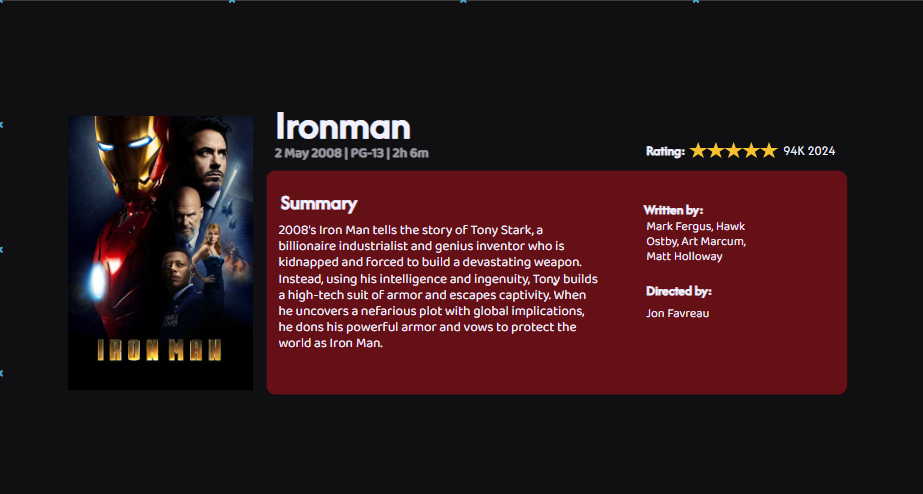 Ironman
2 May 2008 | PG-13 | 2h 6m
Rating: 94K 2024
Summary
2008's Iron Man tells the story of Tony Stark, a
billionaire industrialist and genius inventor who is
kidnapped and forced to build a devastating weapon.
Instead, using his intelligence and ingenuity, Tony builds
a high-tech suit of armor and escapes captivity. When
he uncovers a nefarious plot with global implications,
he dons his powerful armor and vows to protect the
world as Iron Man.
Written by:
Mark Fergus, Hawk
Ostby, Art Marcum,
Matt Holloway
Directed by:
Jon Favreau
IRON MAN